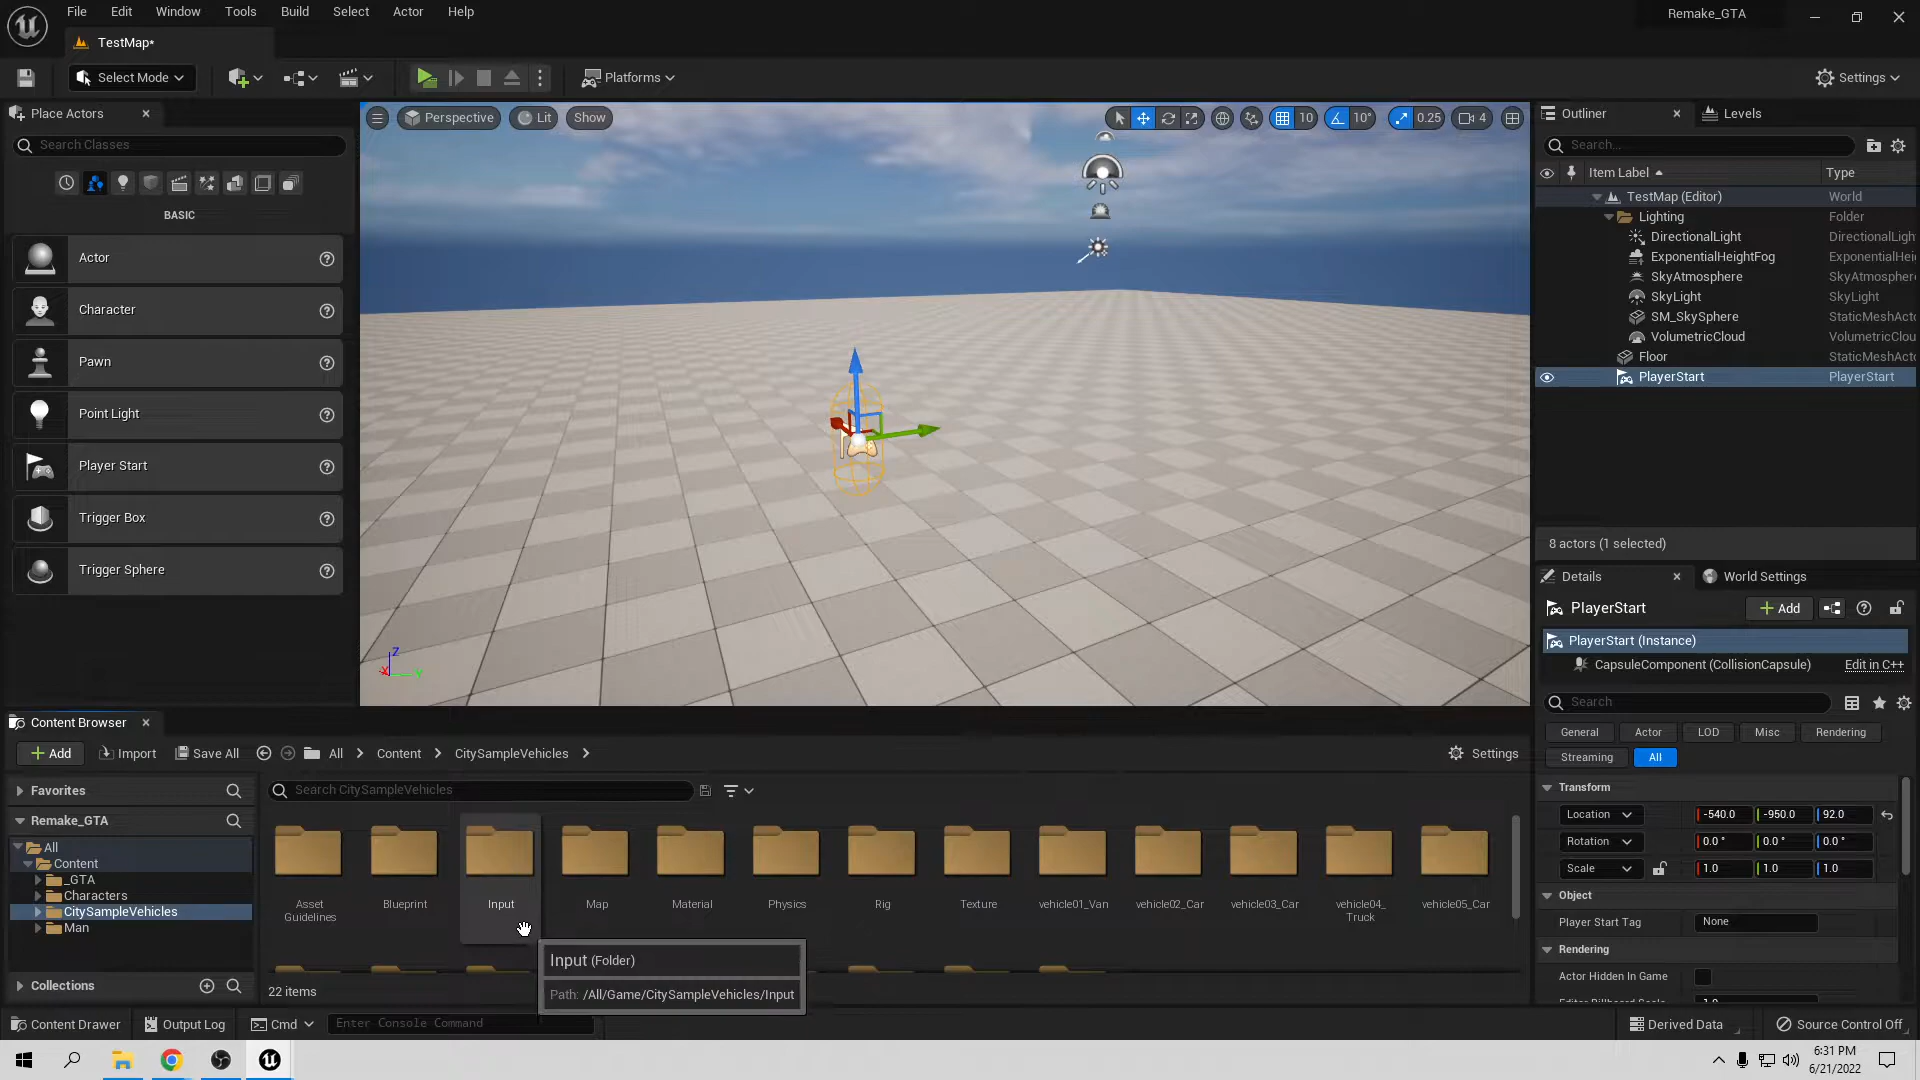 File Edit Window Tools Build Select Actor Help
Remake_GTA
TestMap*
Select Mode
Platforms
Settings
Place Actors
Search Classes
BASIC
Actor
Character
Pawn
Point Light
Player Start
Trigger Box
Trigger Sphere
Perspective
Lit
Show
10
10°
0.25
4
Z
X
Y
Outliner
Levels
Search...
Item Label
Type
TestMap (Editor) World
Lighting Folder
DirectionalLight DirectionalLigh
ExponentialHeightFog ExponentialHei
SkyAtmosphere SkyAtmosphere
SkyLight SkyLight
SM_SkySphere StaticMeshActo
VolumetricCloud VolumetricClou
Floor StaticMeshActo
PlayerStart PlayerStart
8 actors (1 selected)
Details
World Settings
PlayerStart
Add
PlayerStart (Instance)
CapsuleComponent (CollisionCapsule) Edit in C++
Search
General Actor LOD Misc Rendering
Streaming All
Transform
Location -540.0 -950.0 92.0
Rotation 0.0° 0.0° 0.0°
Scale 1.0 1.0 1.0
Object
Player Start Tag None
Rendering
Actor Hidden In Game
Content Browser
Add
Import
Save All
All
Content
CitySampleVehicles
Settings
Favorites
Remake_GTA
All
Content
_GTA
Characters
CitySampleVehicles
Man
Collections
Search CitySampleVehicles
Asset Guidelines
Blueprint
Input
Map
Material
Physics
Rig
Texture
vehicle01_Van
vehicle02_Car
vehicle03_Car
vehicle04_Truck
vehicle05_Car
Input (Folder)
Path: /All/Game/CitySampleVehicles/Input
22 items
Content Drawer
Output Log
Cmd
Enter Console Command
Derived Data
Source Control Off
6:31 PM
6/21/2022